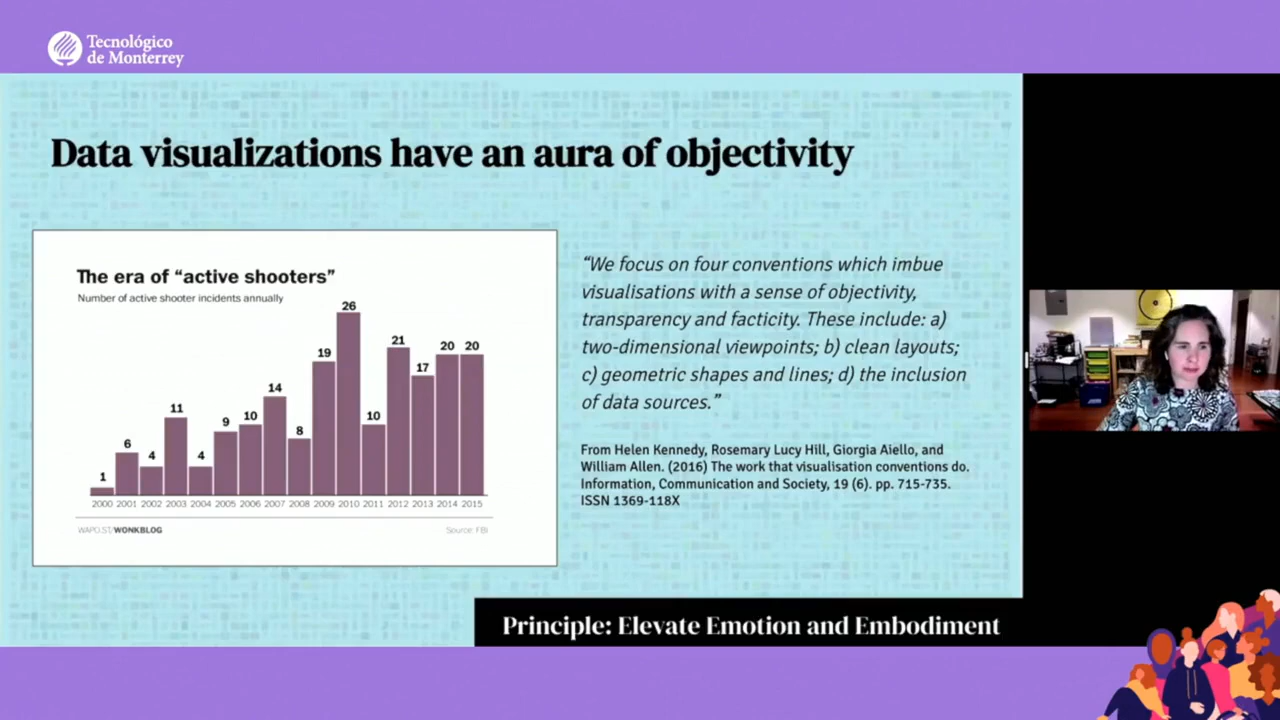 Tecnológico
de Monterrey
Data visualizations have an aura of objectivity
The era of “active shooters”
Number of active shooter incidents annually
1
6
4
11
4
9
10
14
8
19
26
10
21
17
20
20
2000 2001 2002 2003 2004 2005 2006 2007 2008 2009 2010 2011 2012 2013 2014 2015
WAPO.ST/WONKBLOG
Source: FBI
“We focus on four conventions which imbue
visualisations with a sense of objectivity,
transparency and facticity. These include: a)
two-dimensional viewpoints; b) clean layouts;
c) geometric shapes and lines; d) the inclusion
of data sources.”
From Helen Kennedy, Rosemary Lucy Hill, Giorgia Aiello, and
William Allen. (2016) The work that visualisation conventions do.
Information, Communication and Society, 19 (6). pp. 715-735.
ISSN 1369-118X
Principle: Elevate Emotion and Embodiment